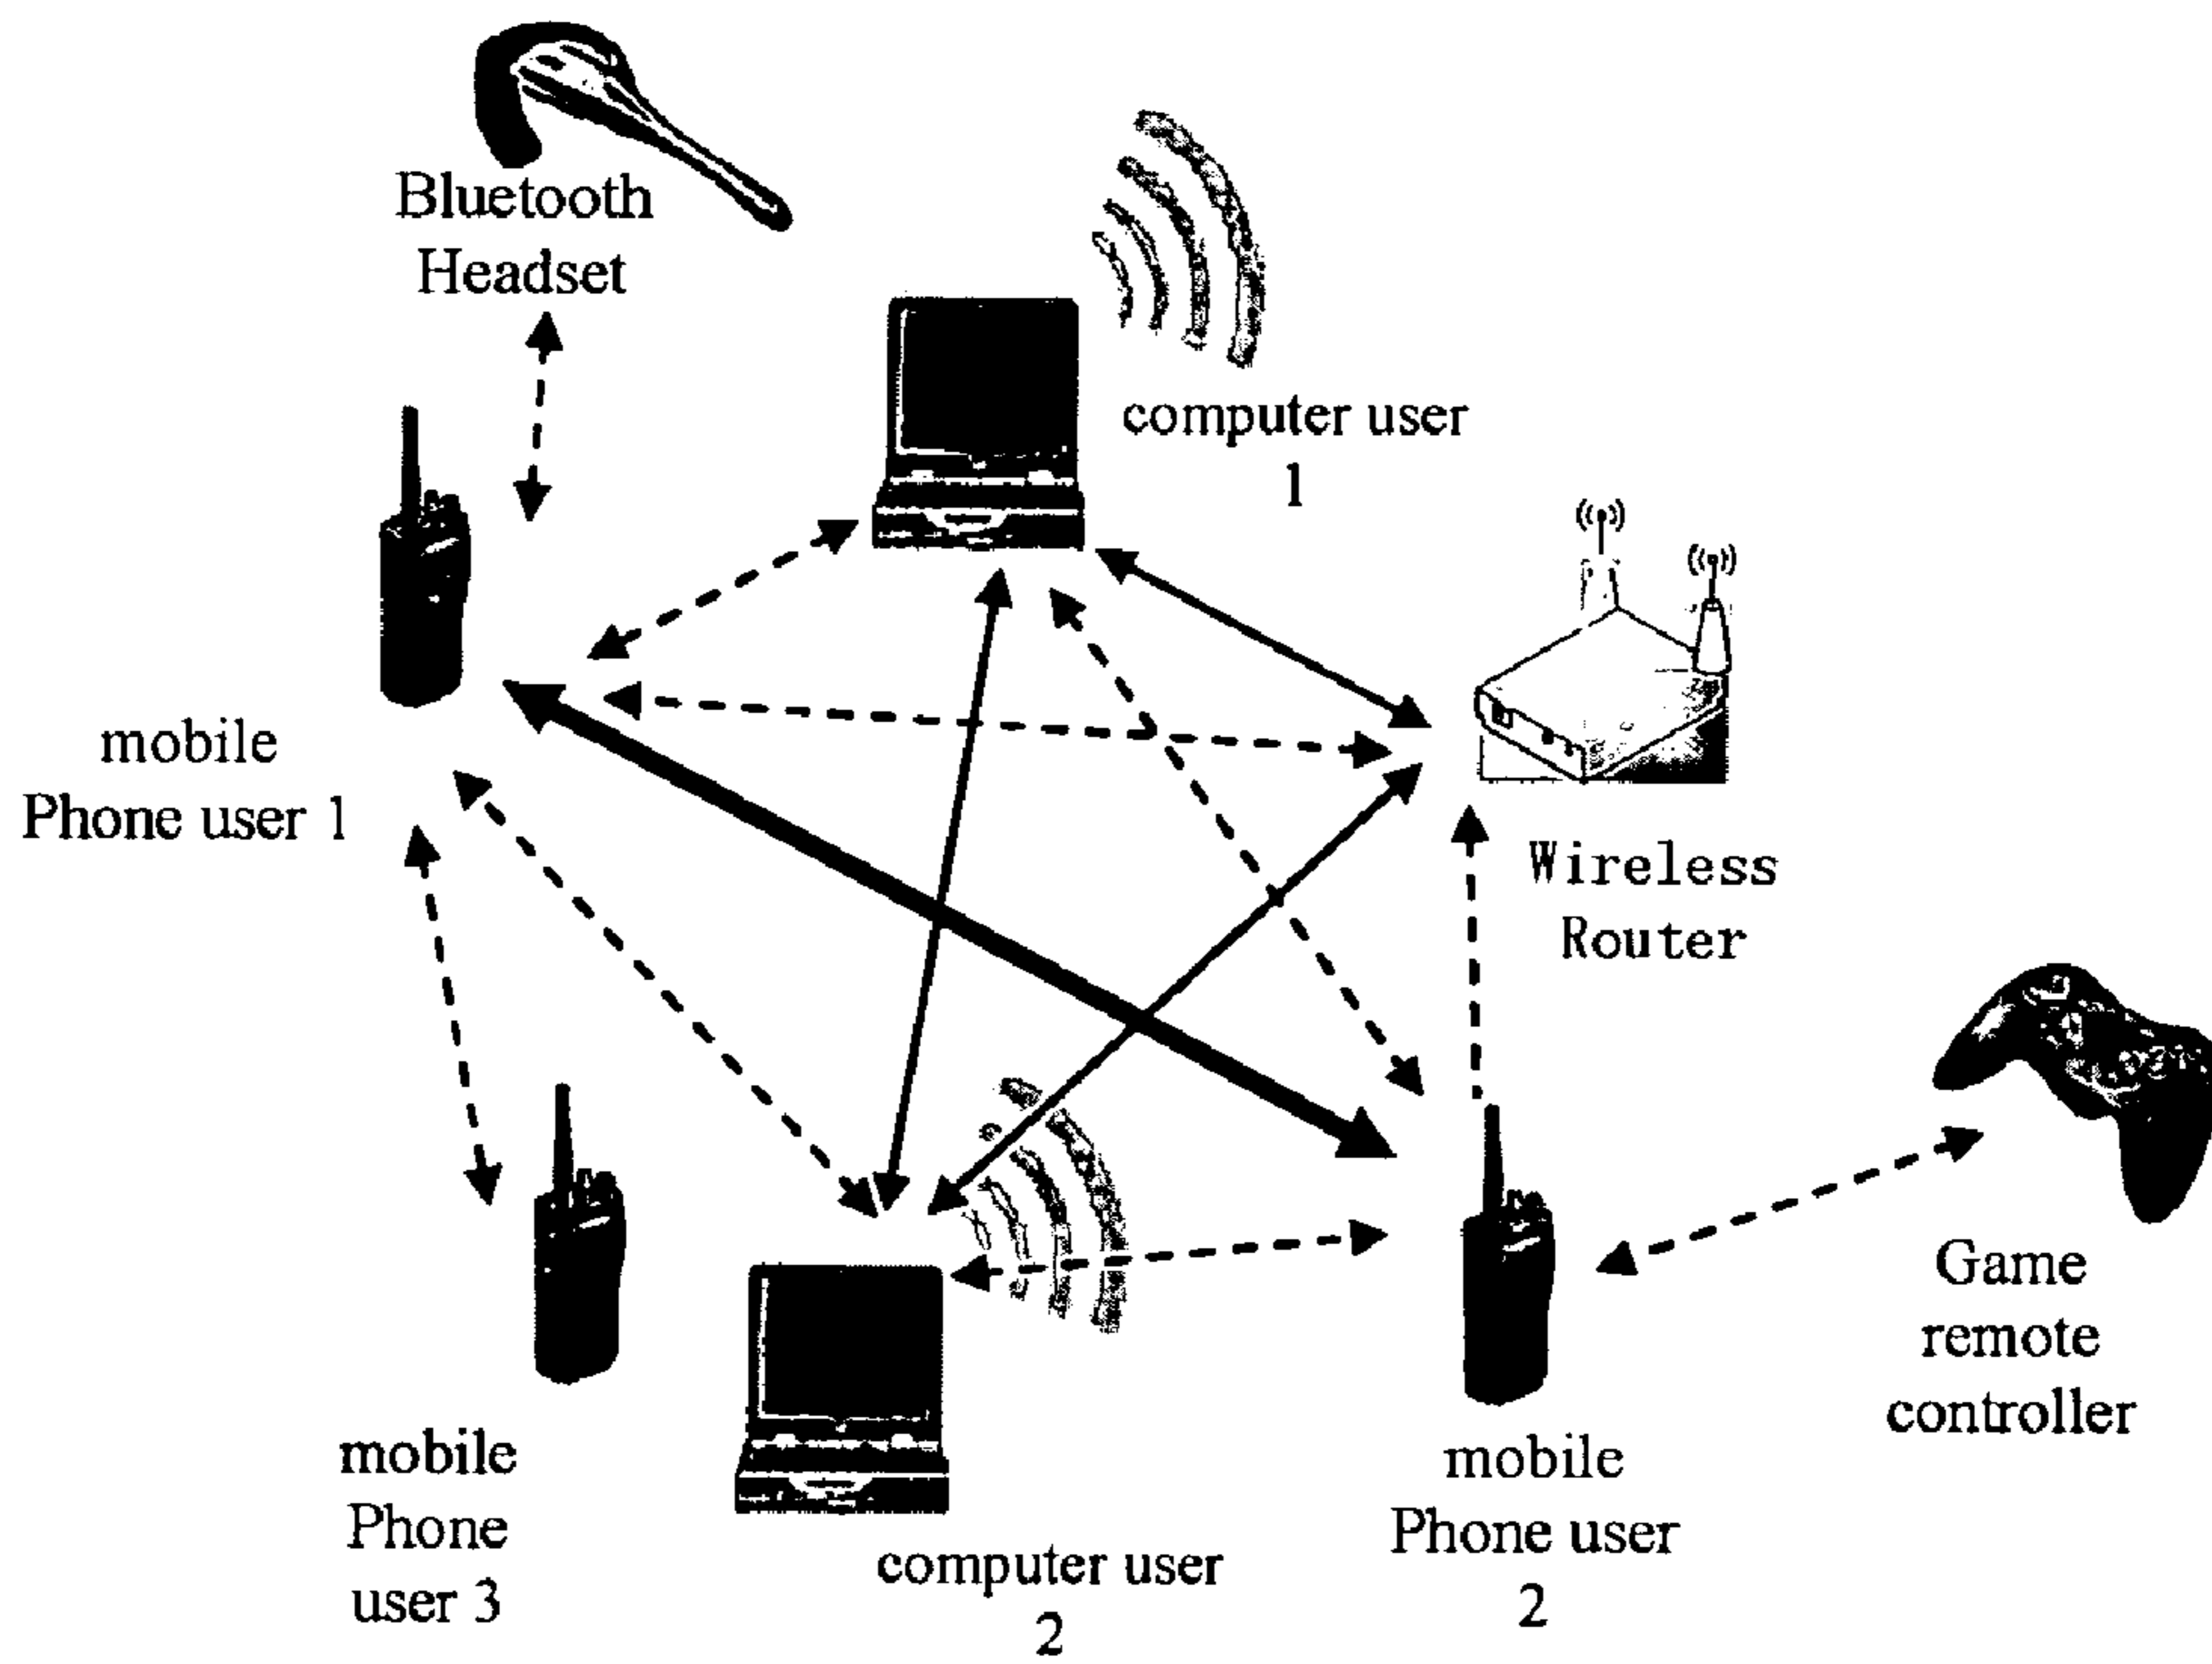 Bluetooth
Headset
computer user
1
mobile
Phone user 1
Wireless
Router
Game
remote
controller
mobile
Phone
user 3
computer user
2
mobile
Phone user
2